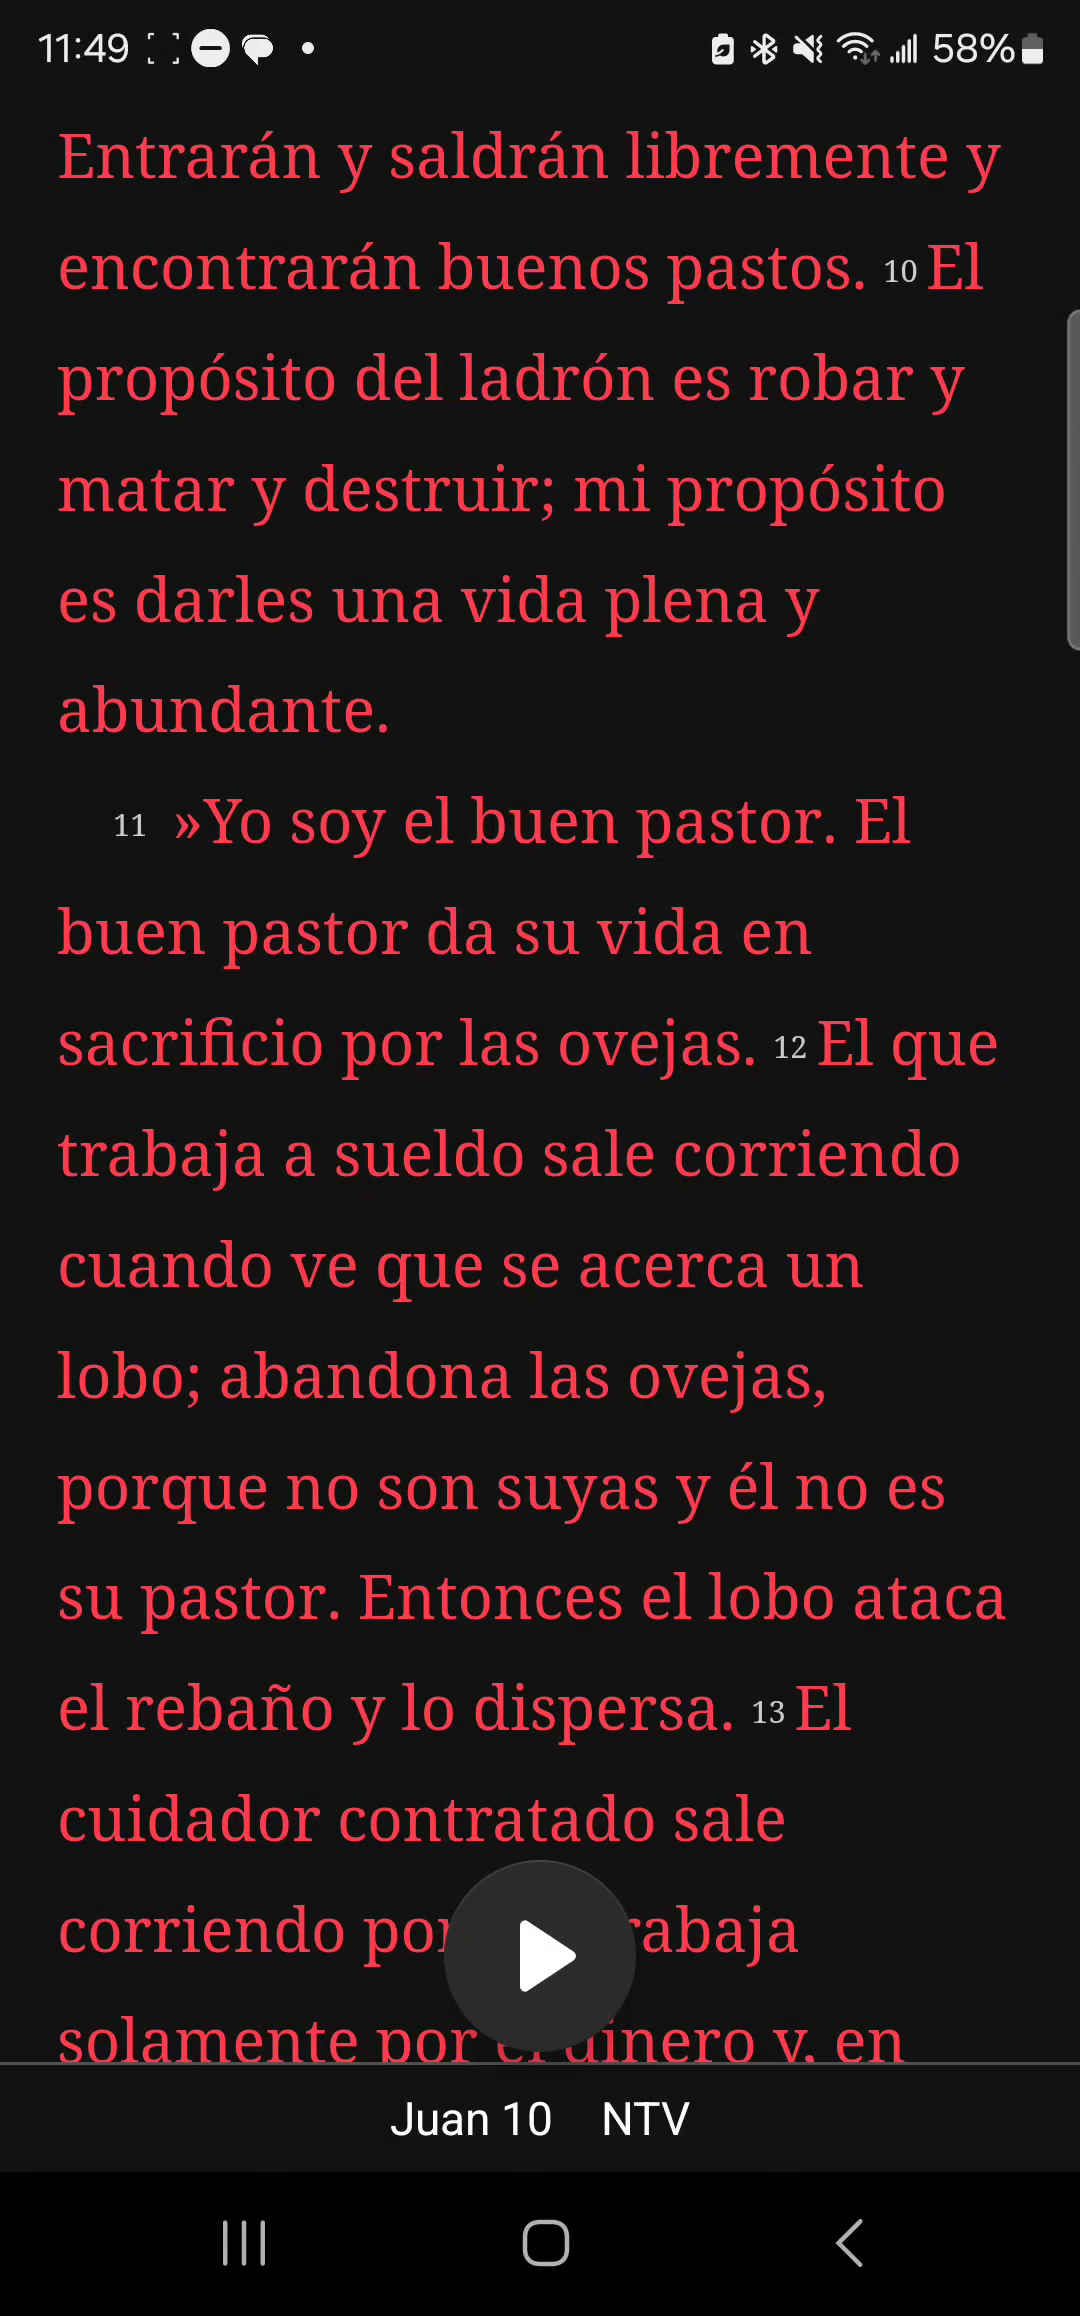 11:49 58%
Entrarán y saldrán libremente y
encontrarán buenos pastos. 10 El
propósito del ladrón es robar y
matar y destruir; mi propósito
es darles una vida plena y
abundante.
11 »Yo soy el buen pastor. El
buen pastor da su vida en
sacrificio por las ovejas. 12 El que
trabaja a sueldo sale corriendo
cuando ve que se acerca un
lobo; abandona las ovejas,
porque no son suyas y él no es
su pastor. Entonces el lobo ataca
el rebaño y lo dispersa. 13 El
cuidador contratado sale
corriendo
solamente por el dinero y, en
Juan 10 NTV